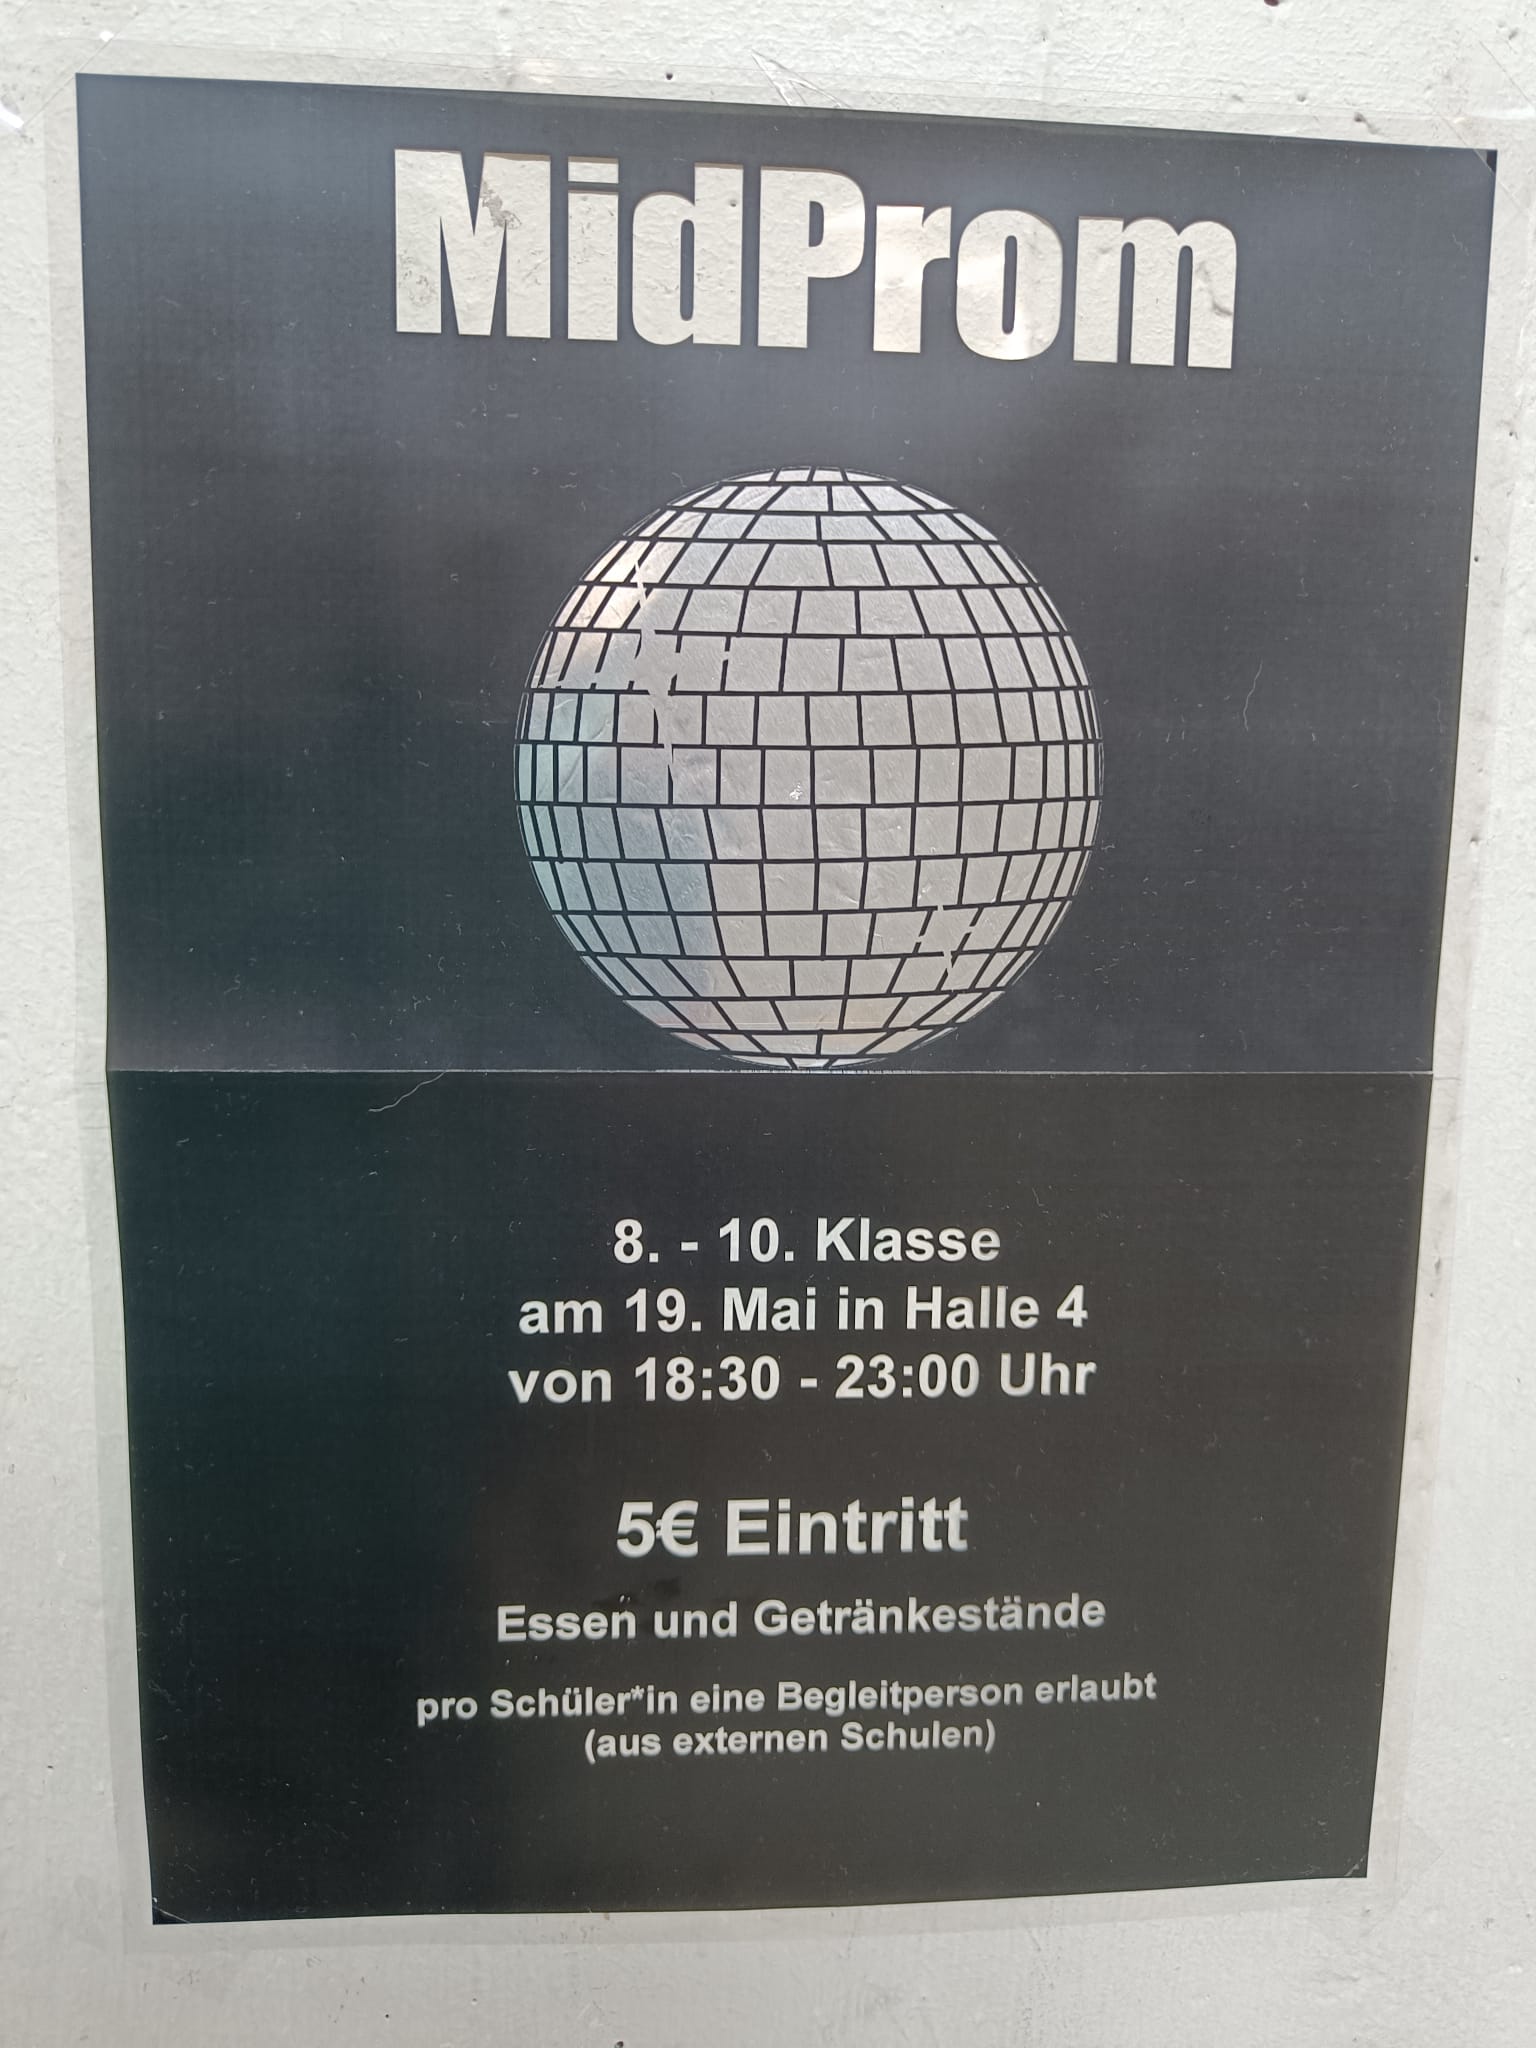 MidProm
8. - 10. Klasse
am 19. Mai in Halle 4
von 18:30 - 23:00 Uhr
5€ Eintritt
Essen und Getränkestände
pro Schüler*in eine Begleitperson erlaubt
(aus externen Schulen)